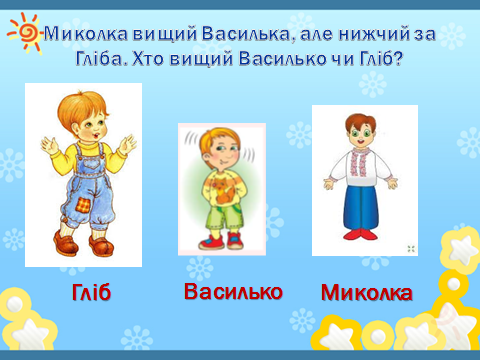 Миколка вищий Василька, але нижчий за
Гліба. Хто вищий Василько чи Гліб?
Гліб Василько Миколка